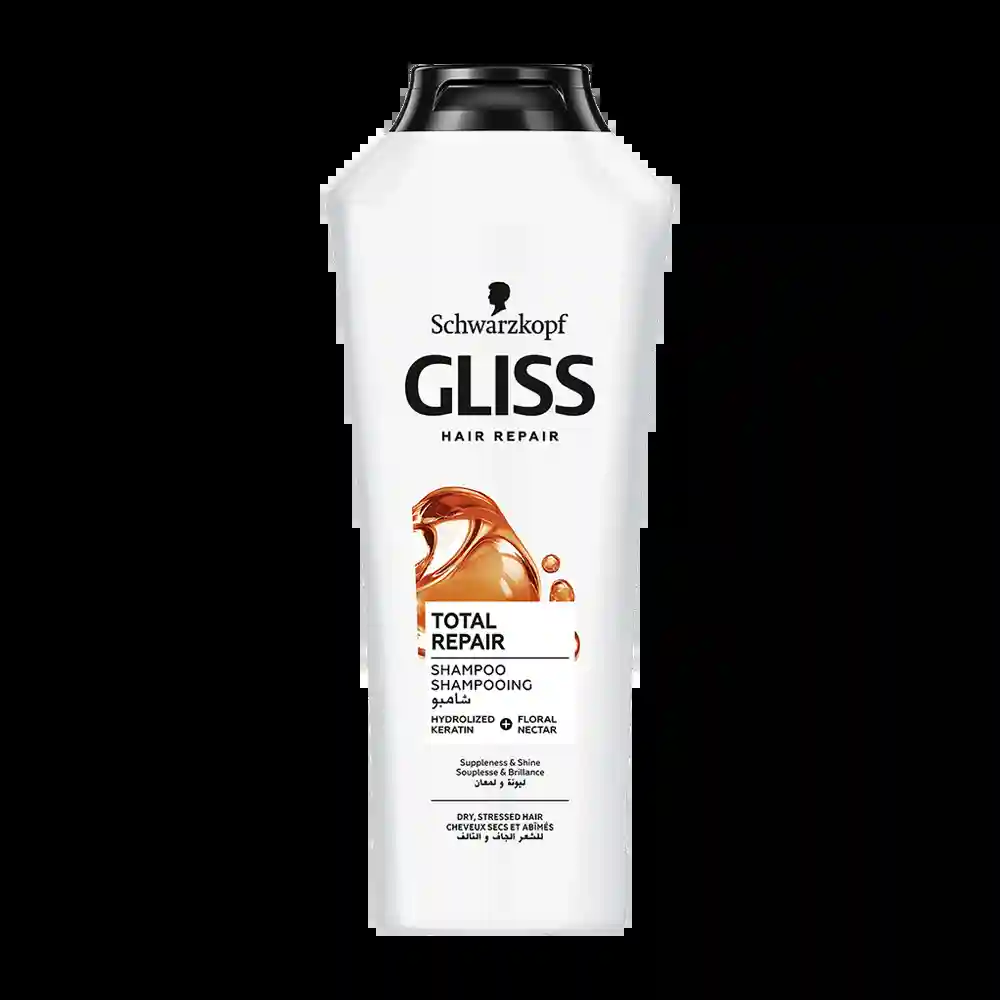 Schwarzkopf
GLISS
HAIR REPAIR
TOTAL
REPAIR
SHAMPOO
SHAMPOOING
شامبو
HYDROLIZED
KERATIN
+
FLORAL
NECTAR
Suppleness & Shine
Souplesse & Brillance
ليونة و لمعان
DRY, STRESSED HAIR
CHEVEUX SECS ET ABÎMÉS
للشعر الجاف و التالف